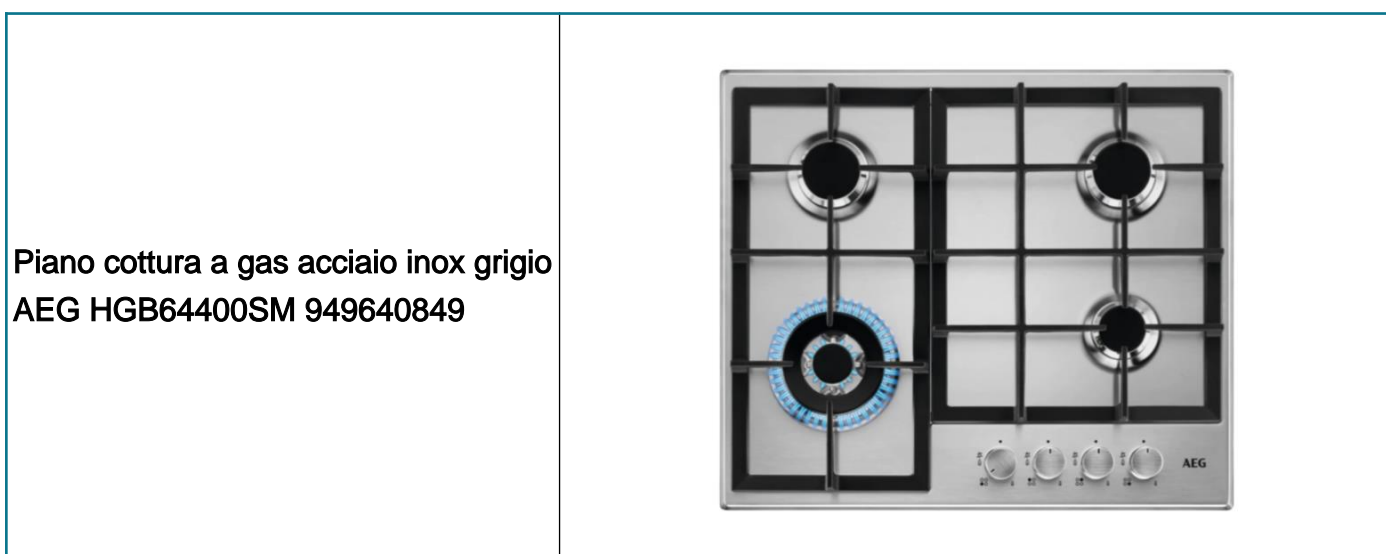 Piano cottura a gas acciaio inox grigio
AEG HGB64400SM 949640849
AEG